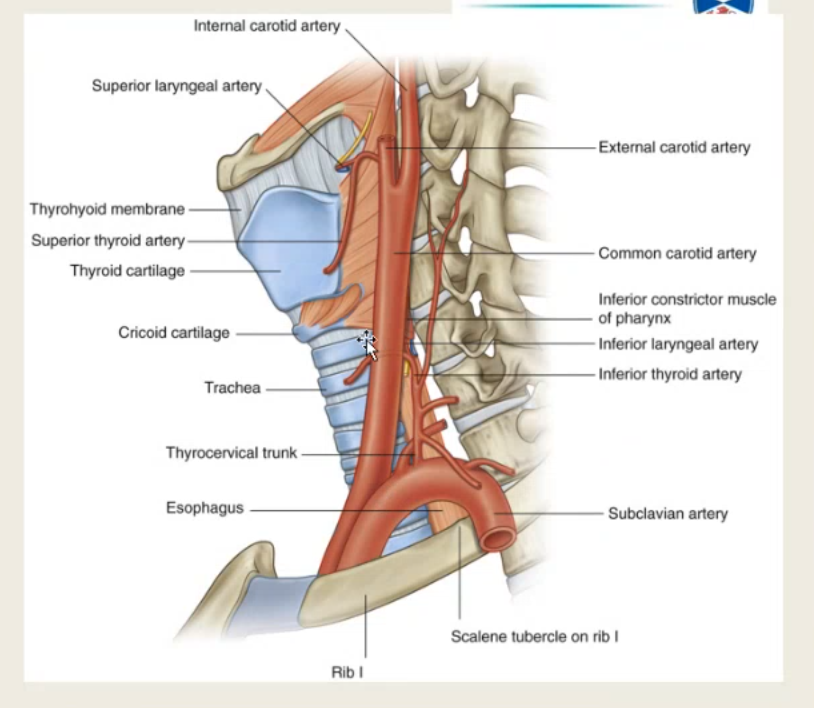 Internal carotid artery
Superior laryngeal artery
External carotid artery
Thyrohyoid membrane
Superior thyroid artery
Common carotid artery
Thyroid cartilage
Inferior constrictor muscle
of pharynx
Cricoid cartilage
Inferior laryngeal artery
Inferior thyroid artery
Trachea
Thyrocervical trunk
Esophagus
Subclavian artery
Scalene tubercle on rib I
Rib I